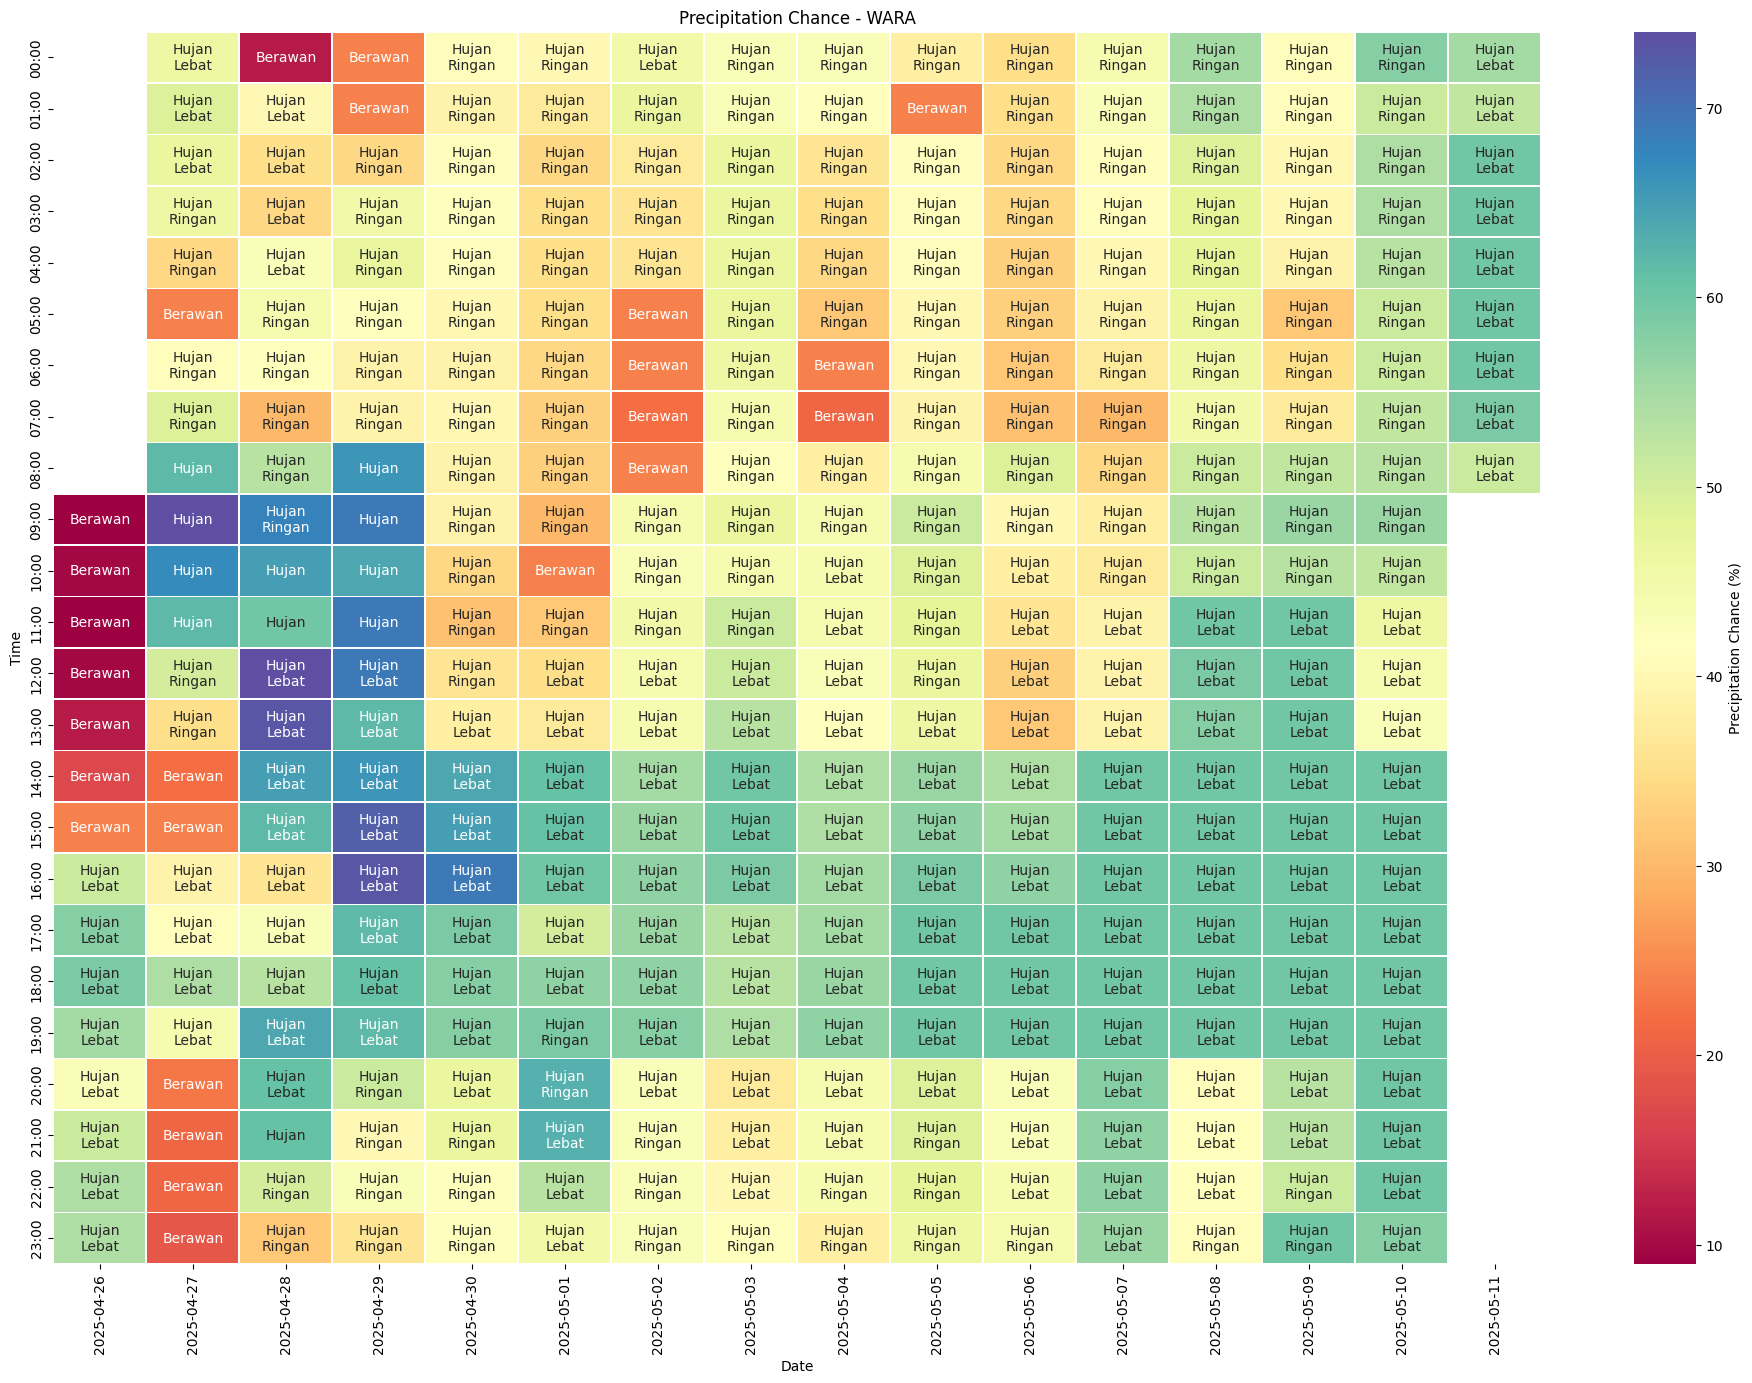 Precipitation Chance - WARA
00:00 Hujan Lebat Berawan Berawan Hujan Ringan Hujan Ringan Hujan Lebat Hujan Ringan Hujan Ringan Hujan Ringan Hujan Ringan Hujan Ringan Hujan Ringan Hujan Ringan Hujan Ringan Hujan Lebat
01:00 Hujan Lebat Hujan Lebat Berawan Hujan Ringan Hujan Ringan Hujan Ringan Hujan Ringan Hujan Ringan Berawan Hujan Ringan Hujan Ringan Hujan Ringan Hujan Ringan Hujan Ringan Hujan Lebat
02:00 Hujan Lebat Hujan Lebat Hujan Ringan Hujan Ringan Hujan Ringan Hujan Ringan Hujan Ringan Hujan Ringan Hujan Ringan Hujan Ringan Hujan Ringan Hujan Ringan Hujan Ringan Hujan Ringan Hujan Lebat
03:00 Hujan Ringan Hujan Lebat Hujan Ringan Hujan Ringan Hujan Ringan Hujan Ringan Hujan Ringan Hujan Ringan Hujan Ringan Hujan Ringan Hujan Ringan Hujan Ringan Hujan Ringan Hujan Ringan Hujan Lebat
04:00 Hujan Ringan Hujan Lebat Hujan Ringan Hujan Ringan Hujan Ringan Hujan Ringan Hujan Ringan Hujan Ringan Hujan Ringan Hujan Ringan Hujan Ringan Hujan Ringan Hujan Ringan Hujan Ringan Hujan Lebat
05:00 Berawan Hujan Ringan Hujan Ringan Hujan Ringan Hujan Ringan Berawan Hujan Ringan Hujan Ringan Hujan Ringan Hujan Ringan Hujan Ringan Hujan Ringan Hujan Ringan Hujan Ringan Hujan Lebat
06:00 Hujan Ringan Hujan Ringan Hujan Ringan Hujan Ringan Hujan Ringan Berawan Hujan Ringan Berawan Hujan Ringan Hujan Ringan Hujan Ringan Hujan Ringan Hujan Ringan Hujan Ringan Hujan Lebat
07:00 Hujan Ringan Hujan Ringan Hujan Ringan Hujan Ringan Hujan Ringan Berawan Hujan Ringan Berawan Hujan Ringan Hujan Ringan Hujan Ringan Hujan Ringan Hujan Ringan Hujan Ringan Hujan Lebat
08:00 Hujan Hujan Ringan Hujan Hujan Ringan Hujan Ringan Berawan Hujan Ringan Hujan Ringan Hujan Ringan Hujan Ringan Hujan Ringan Hujan Ringan Hujan Ringan Hujan Ringan Hujan Lebat
09:00 Berawan Hujan Hujan Ringan Hujan Hujan Ringan Hujan Ringan Hujan Ringan Hujan Ringan Hujan Ringan Hujan Ringan Hujan Ringan Hujan Ringan Hujan Ringan Hujan Ringan Hujan Ringan
10:00 Berawan Hujan Hujan Hujan Hujan Ringan Berawan Hujan Ringan Hujan Ringan Hujan Lebat Hujan Ringan Hujan Lebat Hujan Ringan Hujan Ringan Hujan Ringan Hujan Ringan
11:00 Berawan Hujan Hujan Hujan Hujan Ringan Hujan Ringan Hujan Ringan Hujan Ringan Hujan Lebat Hujan Ringan Hujan Lebat Hujan Lebat Hujan Lebat Hujan Lebat Hujan Lebat
12:00 Berawan Hujan Ringan Hujan Lebat Hujan Lebat Hujan Ringan Hujan Lebat Hujan Lebat Hujan Lebat Hujan Lebat Hujan Ringan Hujan Lebat Hujan Lebat Hujan Lebat Hujan Lebat Hujan Lebat
13:00 Berawan Hujan Ringan Hujan Lebat Hujan Lebat Hujan Lebat Hujan Lebat Hujan Lebat Hujan Lebat Hujan Lebat Hujan Lebat Hujan Lebat Hujan Lebat Hujan Lebat Hujan Lebat Hujan Lebat
14:00 Berawan Berawan Hujan Lebat Hujan Lebat Hujan Lebat Hujan Lebat Hujan Lebat Hujan Lebat Hujan Lebat Hujan Lebat Hujan Lebat Hujan Lebat Hujan Lebat Hujan Lebat Hujan Lebat
15:00 Berawan Berawan Hujan Lebat Hujan Lebat Hujan Lebat Hujan Lebat Hujan Lebat Hujan Lebat Hujan Lebat Hujan Lebat Hujan Lebat Hujan Lebat Hujan Lebat Hujan Lebat Hujan Lebat
16:00 Hujan Lebat Hujan Lebat Hujan Lebat Hujan Lebat Hujan Lebat Hujan Lebat Hujan Lebat Hujan Lebat Hujan Lebat Hujan Lebat Hujan Lebat Hujan Lebat Hujan Lebat Hujan Lebat Hujan Lebat
17:00 Hujan Lebat Hujan Lebat Hujan Lebat Hujan Lebat Hujan Lebat Hujan Lebat Hujan Lebat Hujan Lebat Hujan Lebat Hujan Lebat Hujan Lebat Hujan Lebat Hujan Lebat Hujan Lebat Hujan Lebat
18:00 Hujan Lebat Hujan Lebat Hujan Lebat Hujan Lebat Hujan Lebat Hujan Lebat Hujan Lebat Hujan Lebat Hujan Lebat Hujan Lebat Hujan Lebat Hujan Lebat Hujan Lebat Hujan Lebat Hujan Lebat
19:00 Hujan Lebat Hujan Lebat Hujan Lebat Hujan Lebat Hujan Lebat Hujan Ringan Hujan Lebat Hujan Lebat Hujan Lebat Hujan Lebat Hujan Lebat Hujan Lebat Hujan Lebat Hujan Lebat Hujan Lebat
20:00 Hujan Lebat Berawan Hujan Lebat Hujan Ringan Hujan Lebat Hujan Ringan Hujan Lebat Hujan Lebat Hujan Lebat Hujan Lebat Hujan Lebat Hujan Lebat Hujan Lebat Hujan Lebat Hujan Lebat
21:00 Hujan Lebat Berawan Hujan Hujan Ringan Hujan Ringan Hujan Lebat Hujan Ringan Hujan Lebat Hujan Lebat Hujan Ringan Hujan Lebat Hujan Lebat Hujan Lebat Hujan Lebat Hujan Lebat
22:00 Hujan Lebat Berawan Hujan Ringan Hujan Ringan Hujan Ringan Hujan Lebat Hujan Ringan Hujan Lebat Hujan Ringan Hujan Ringan Hujan Lebat Hujan Lebat Hujan Lebat Hujan Ringan Hujan Lebat
23:00 Hujan Lebat Berawan Hujan Ringan Hujan Ringan Hujan Ringan Hujan Lebat Hujan Ringan Hujan Ringan Hujan Ringan Hujan Ringan Hujan Ringan Hujan Lebat Hujan Ringan Hujan Ringan Hujan Lebat
Time
2025-04-26 2025-04-27 2025-04-28 2025-04-29 2025-04-30 2025-05-01 2025-05-02 2025-05-03 2025-05-04 2025-05-05 2025-05-06 2025-05-07 2025-05-08 2025-05-09 2025-05-10 2025-05-11
Date
70
60
50
40
30
20
10
Precipitation Chance (%)